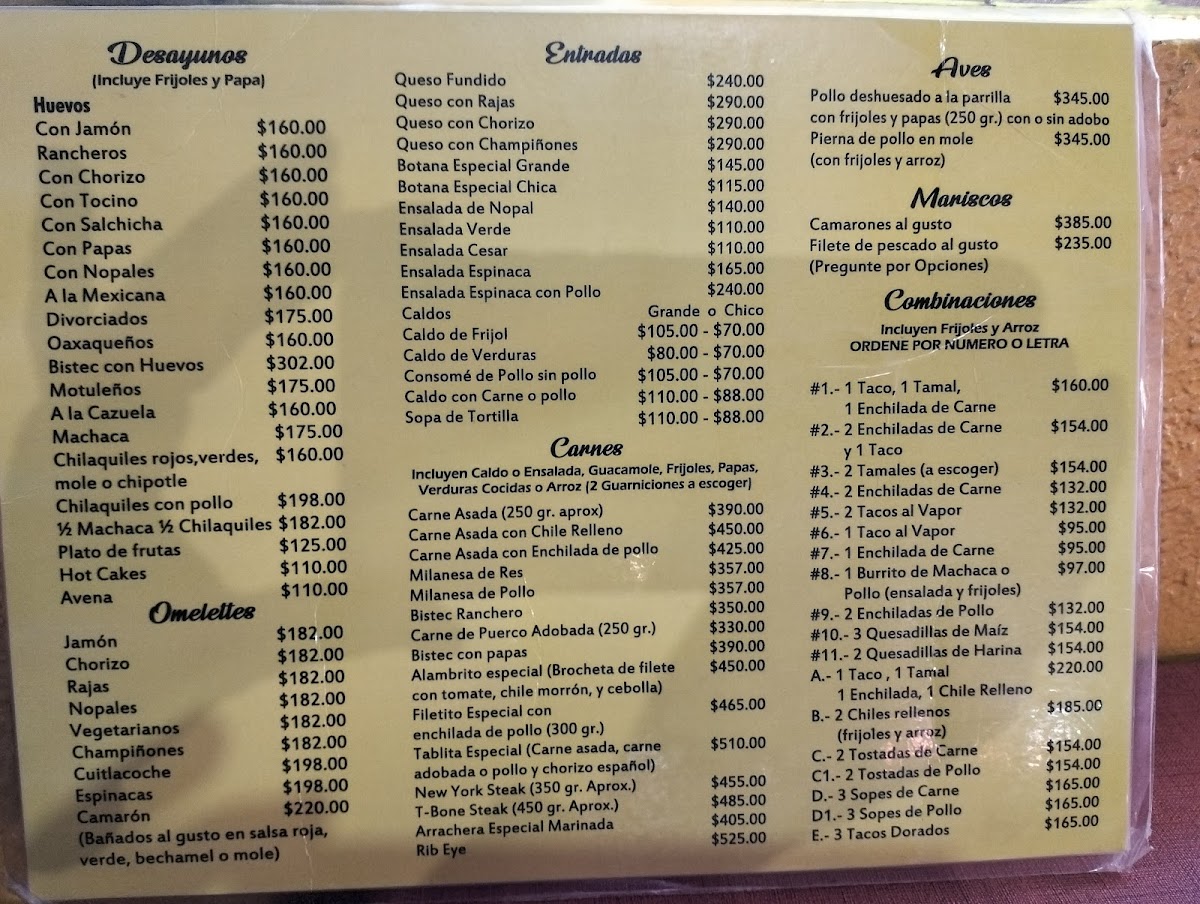 Desayunos
(Incluye Frijoles y Papa)
Huevos
Con Jamón $160.00
Rancheros $160.00
Con Chorizo $160.00
Con Tocino $160.00
Con Salchicha $160.00
Con Papas $160.00
Con Nopales $160.00
A la Mexicana $160.00
Divorciados $175.00
Oaxaqueños $160.00
Bistec con Huevos $302.00
Motuleños $175.00
A la Cazuela $160.00
Machaca $175.00
Chilaquiles rojos,verdes, $160.00
mole o chipotle
Chilaquiles con pollo $198.00
½ Machaca ½ Chilaquiles $182.00
Plato de frutas $125.00
Hot Cakes $110.00
Avena $110.00
Omelettes
Jamón $182.00
Chorizo $182.00
Rajas $182.00
Nopales $182.00
Vegetarianos $182.00
Champiñones $182.00
Cuitlacoche $198.00
Espinacas $198.00
Camarón $220.00
(Bañados al gusto en salsa roja,
verde, bechamel o mole)
Entradas
Queso Fundido $240.00
Queso con Rajas $290.00
Queso con Chorizo $290.00
Queso con Champiñones $290.00
Botana Especial Grande $145.00
Botana Especial Chica $115.00
Ensalada de Nopal $140.00
Ensalada Verde $110.00
Ensalada Cesar $110.00
Ensalada Espinaca $165.00
Ensalada Espinaca con Pollo $240.00
Caldos Grande o Chico
Caldo de Frijol $105.00 - $70.00
Caldo de Verduras $80.00 - $70.00
Consomé de Pollo sin pollo $105.00 - $70.00
Caldo con Carne o pollo $110.00 - $88.00
Sopa de Tortilla $110.00 - $88.00
Carnes
Incluyen Caldo o Ensalada, Guacamole, Frijoles, Papas,
Verduras Cocidas o Arroz (2 Guarniciones a escoger)
Carne Asada (250 gr. aprox) $390.00
Carne Asada con Chile Relleno $450.00
Carne Asada con Enchilada de pollo $425.00
Milanesa de Res $357.00
Milanesa de Pollo $357.00
Bistec Ranchero $350.00
Carne de Puerco Adobada (250 gr.) $330.00
Bistec con papas $390.00
Alambrito especial (Brocheta de filete $450.00
con tomate, chile morrón, y cebolla)
Filetito Especial con $465.00
enchilada de pollo (300 gr.)
Tablita Especial (Carne asada, carne $510.00
adobada o pollo y chorizo español)
New York Steak (350 gr. Aprox.) $455.00
T-Bone Steak (450 gr. Aprox.) $485.00
Arrachera Especial Marinada $405.00
Rib Eye $525.00
Aves
Pollo deshuesado a la parrilla $345.00
con frijoles y papas (250 gr.) con o sin adobo
Pierna de pollo en mole $345.00
(con frijoles y arroz)
Mariscos
Camarones al gusto $385.00
Filete de pescado al gusto $235.00
(Pregunte por Opciones)
Combinaciones
Incluyen Frijoles y Arroz
ORDENE POR NÚMERO O LETRA
#1.- 1 Taco, 1 Tamal, $160.00
1 Enchilada de Carne
#2.- 2 Enchiladas de Carne $154.00
y 1 Taco
#3.- 2 Tamales (a escoger) $154.00
#4.- 2 Enchiladas de Carne $132.00
#5.- 2 Tacos al Vapor $132.00
#6.- 1 Taco al Vapor $95.00
#7.- 1 Enchilada de Carne $95.00
#8.- 1 Burrito de Machaca o $97.00
Pollo (ensalada y frijoles)
#9.- 2 Enchiladas de Pollo $132.00
#10.- 3 Quesadillas de Maíz $154.00
#11.- 2 Quesadillas de Harina $154.00
A.- 1 Taco , 1 Tamal $220.00
1 Enchilada, 1 Chile Relleno
B.- 2 Chiles rellenos $185.00
(frijoles y arroz)
C.- 2 Tostadas de Carne $154.00
C1.- 2 Tostadas de Pollo $154.00
D.- 3 Sopes de Carne $165.00
D1.- 3 Sopes de Pollo $165.00
E.- 3 Tacos Dorados $165.00